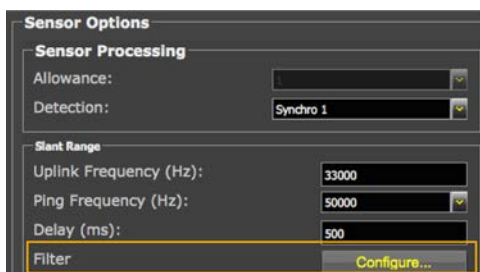 Sensor Options
Sensor Processing
Allowance: 1
Detection: Synchro 1
Slant Range
Uplink Frequency (Hz): 33000
Ping Frequency (Hz): 50000
Delay (ms): 500
Filter Configure...